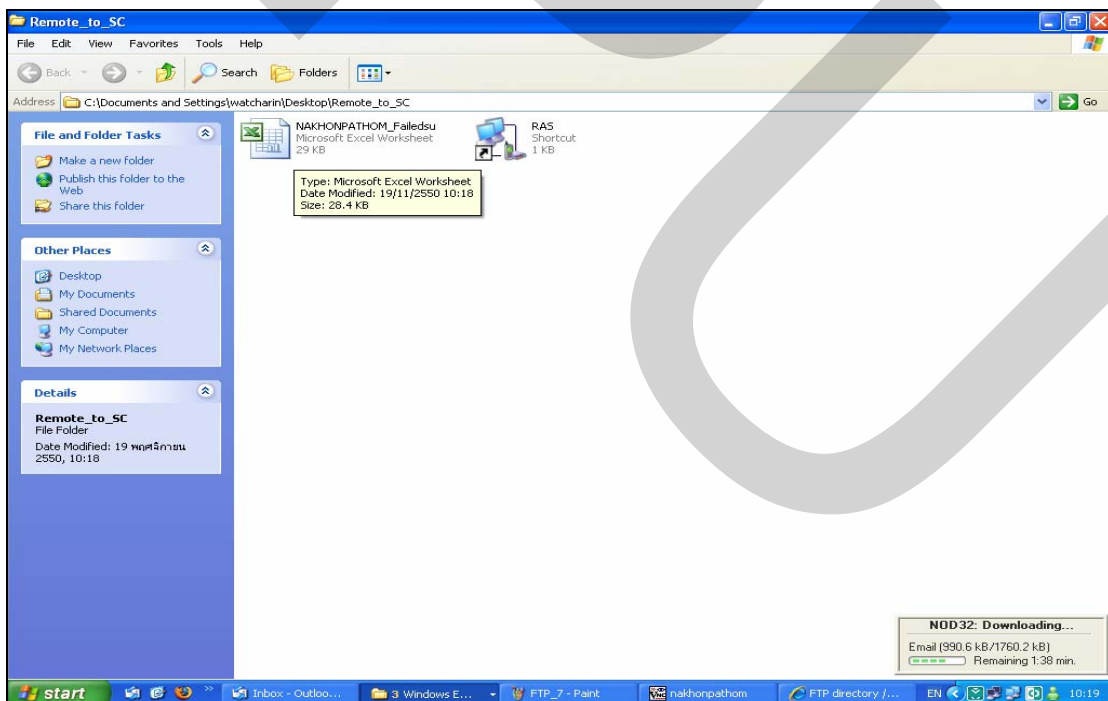 Remote_to_SC
File Edit View Favorites Tools Help
Back Search Folders
Address C:\Documents and Settings\watcharin\Desktop\Remote_to_SC Go
File and Folder Tasks
Make a new folder
Publish this folder to the
Web
Share this folder
Other Places
Desktop
My Documents
Shared Documents
My Computer
My Network Places
Details
Remote_to_SC
File Folder
Date Modified: 19 พฤศจิกายน
2550, 10:18
NAKHONPATHOM_Failedsu
Microsoft Excel Worksheet
29 KB
RAS
Shortcut
1 KB
Type: Microsoft Excel Worksheet
Date Modified: 19/11/2550 10:18
Size: 28.4 KB
NOD32: Downloading...
Email (990.6 kB/1760.2 kB)
Remaining 1:38 min.
start Inbox - Outloo... 3 Windows E... FTP_7 - Paint nakhonpathom FTP directory /... EN 10:19